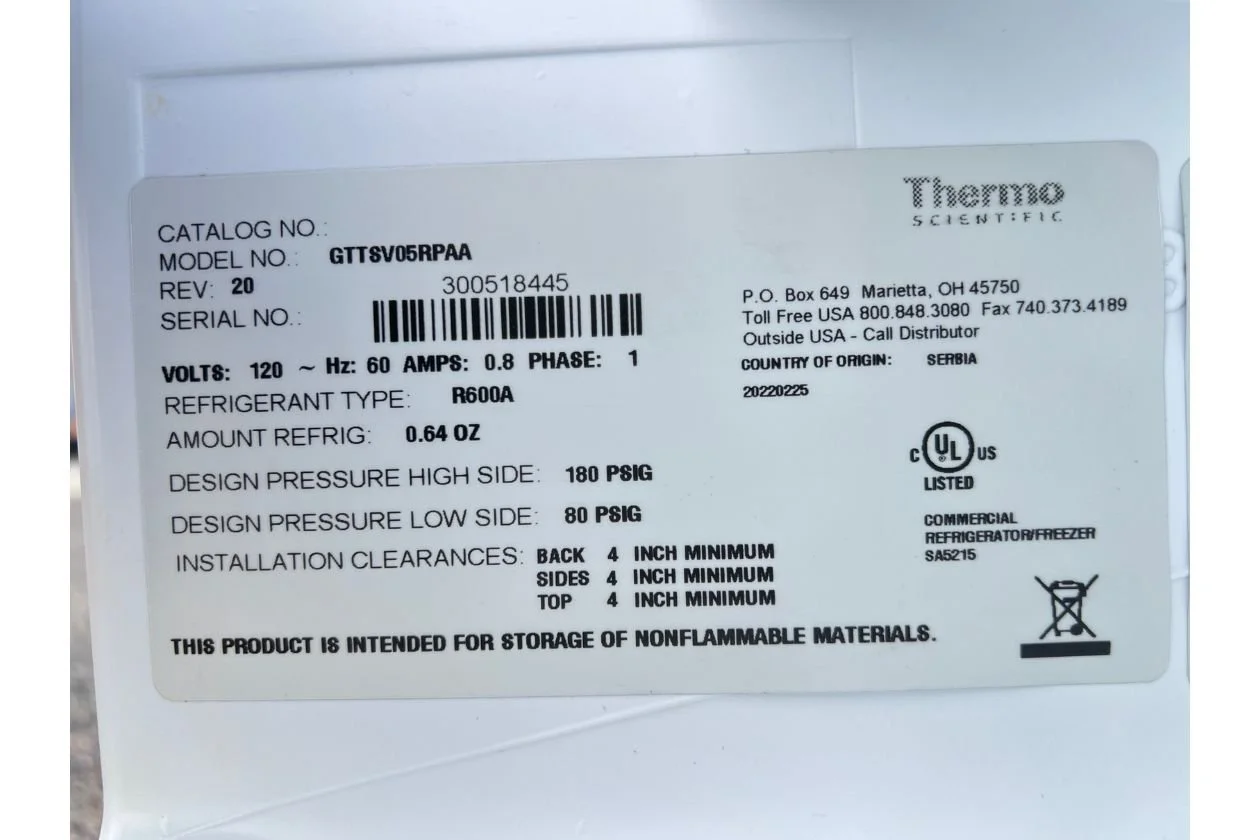 Thermo
SCIENTIFIC
CATALOG NO.:
MODEL NO.: GTTSV05RPAA
REV: 20
300518445
SERIAL NO.:
VOLTS: 120 ~ Hz: 60 AMPS: 0.8 PHASE: 1
REFRIGERANT TYPE: R600A
AMOUNT REFRIG: 0.64 OZ
DESIGN PRESSURE HIGH SIDE: 180 PSIG
DESIGN PRESSURE LOW SIDE: 80 PSIG
INSTALLATION CLEARANCES: BACK 4 INCH MINIMUM
SIDES 4 INCH MINIMUM
TOP 4 INCH MINIMUM
THIS PRODUCT IS INTENDED FOR STORAGE OF NONFLAMMABLE MATERIALS.
P.O. Box 649 Marietta, OH 45750
Toll Free USA 800.848.3080 Fax 740.373.4189
Outside USA - Call Distributor
COUNTRY OF ORIGIN: SERBIA
20220225
C UL US
LISTED
COMMERCIAL
REFRIGERATOR/FREEZER
SA5215